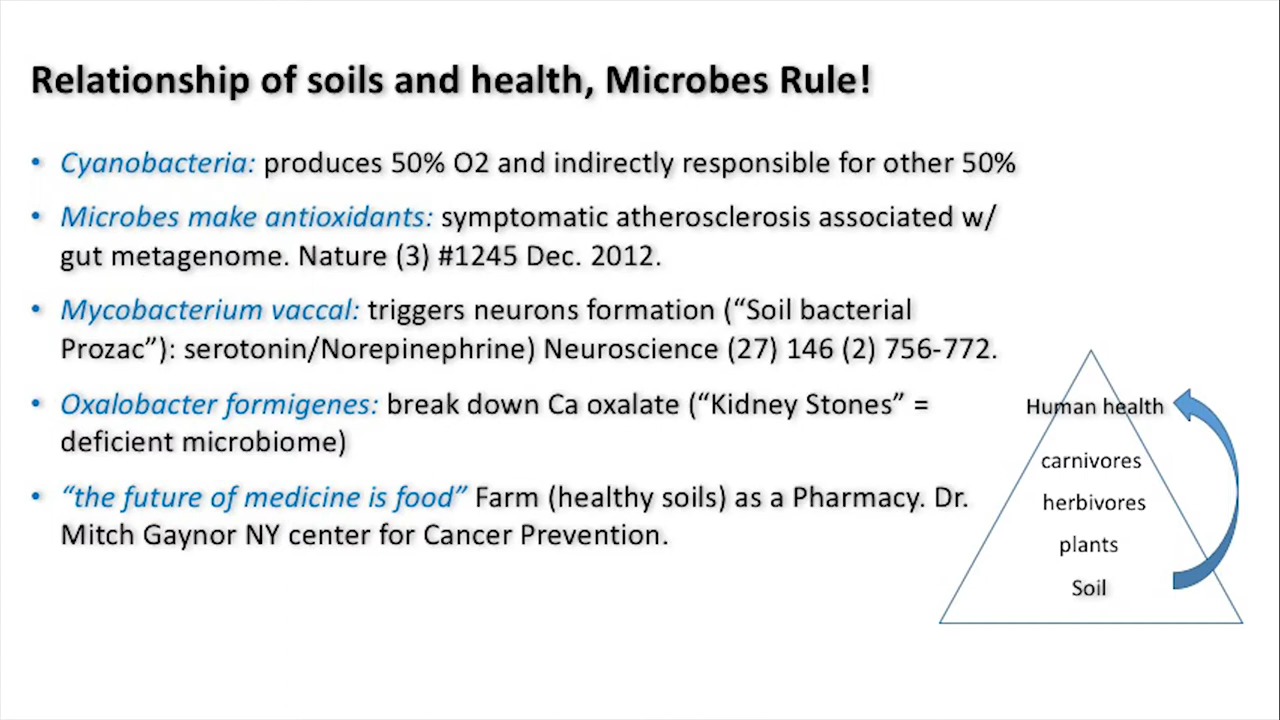 Relationship of soils and health, Microbes Rule!
• Cyanobacteria: produces 50% O2 and indirectly responsible for other 50%
• Microbes make antioxidants: symptomatic atherosclerosis associated w/
gut metagenome. Nature (3) #1245 Dec. 2012.
• Mycobacterium vaccal: triggers neurons formation (“Soil bacterial
Prozac”): serotonin/Norepinephrine) Neuroscience (27) 146 (2) 756-772.
• Oxalobacter formigenes: break down Ca oxalate (“Kidney Stones” =
deficient microbiome)
• “the future of medicine is food” Farm (healthy soils) as a Pharmacy. Dr.
Mitch Gaynor NY center for Cancer Prevention.
Human health
carnivores
herbivores
plants
Soil